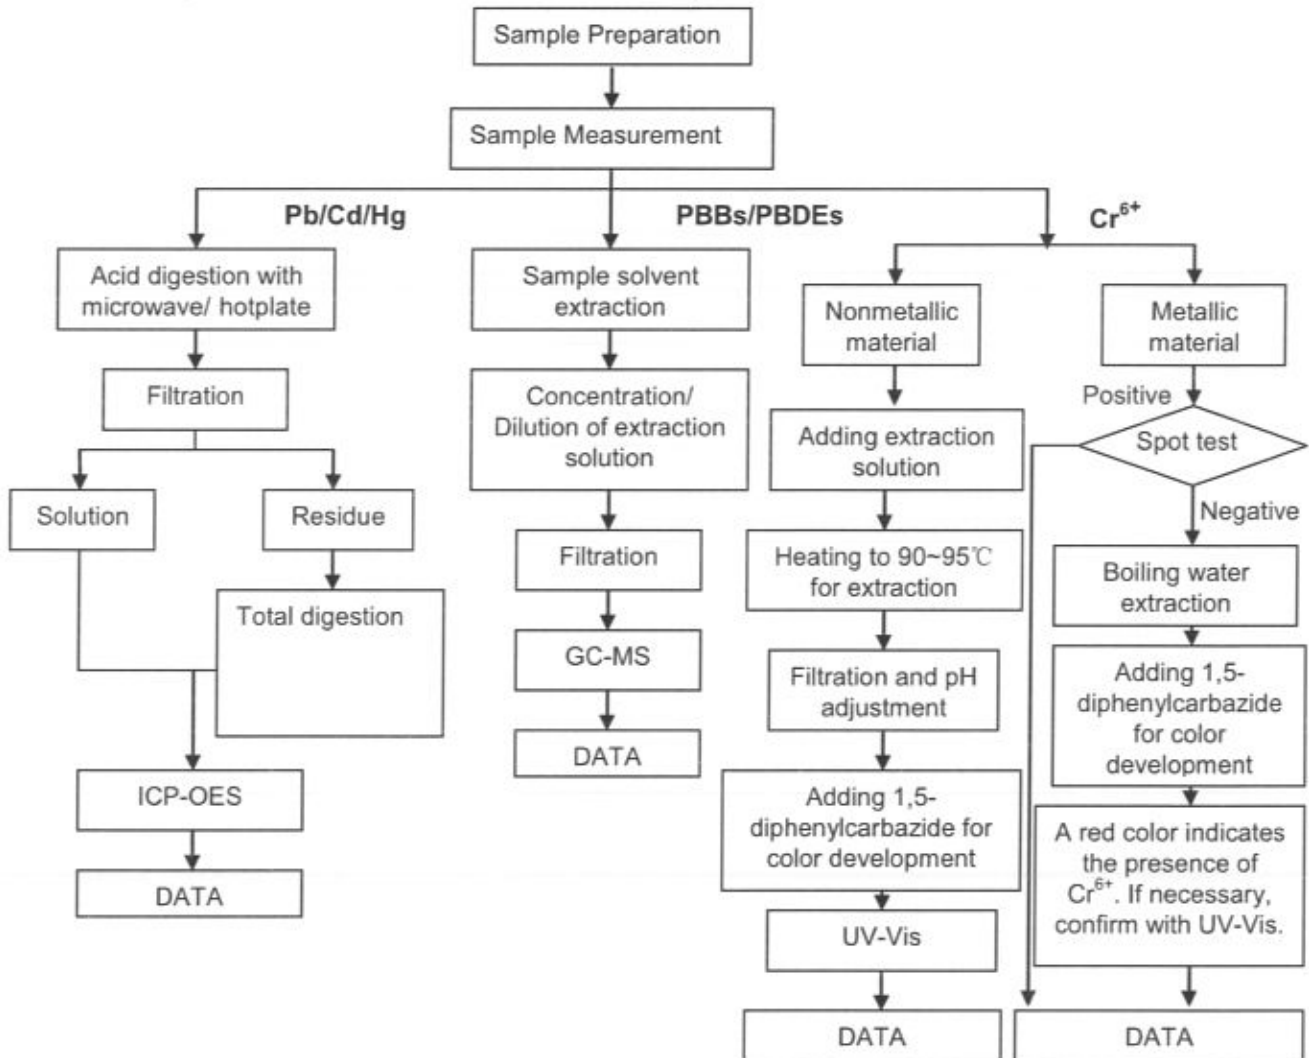 Sample Preparation
Sample Measurement
Pb/Cd/Hg
PBBs/PBDEs
Cr⁶⁺
Acid digestion with
microwave/ hotplate
Filtration
Solution
Residue
Total digestion
ICP-OES
DATA
Sample solvent
extraction
Concentration/
Dilution of extraction
solution
Filtration
GC-MS
DATA
Nonmetallic
material
Adding extraction
solution
Heating to 90~95℃
for extraction
Filtration and pH
adjustment
Adding 1,5-
diphenylcarbazide for
color development
UV-Vis
DATA
Metallic
material
Positive
Spot test
Negative
Boiling water
extraction
Adding 1,5-
diphenylcarbazide
for color
development
A red color indicates
the presence of
Cr⁶⁺. If necessary,
confirm with UV-Vis.
DATA